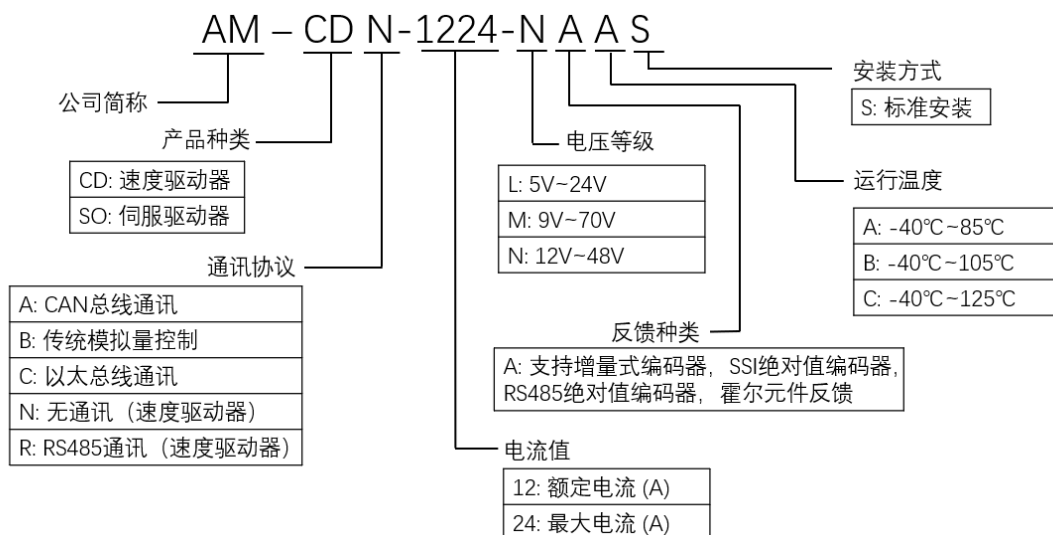 AM – CD N-1224-N A A S
公司简称
产品种类
CD: 速度驱动器
SO: 伺服驱动器
通讯协议
A: CAN总线通讯
B: 传统模拟量控制
C: 以太总线通讯
N: 无通讯（速度驱动器）
R: RS485通讯（速度驱动器）
电流值
12: 额定电流 (A)
24: 最大电流 (A)
电压等级
L: 5V~24V
M: 9V~70V
N: 12V~48V
反馈种类
A: 支持增量式编码器，SSI绝对值编码器，
RS485绝对值编码器，霍尔元件反馈
运行温度
A: -40℃~85℃
B: -40℃~105℃
C: -40℃~125℃
安装方式
S: 标准安装